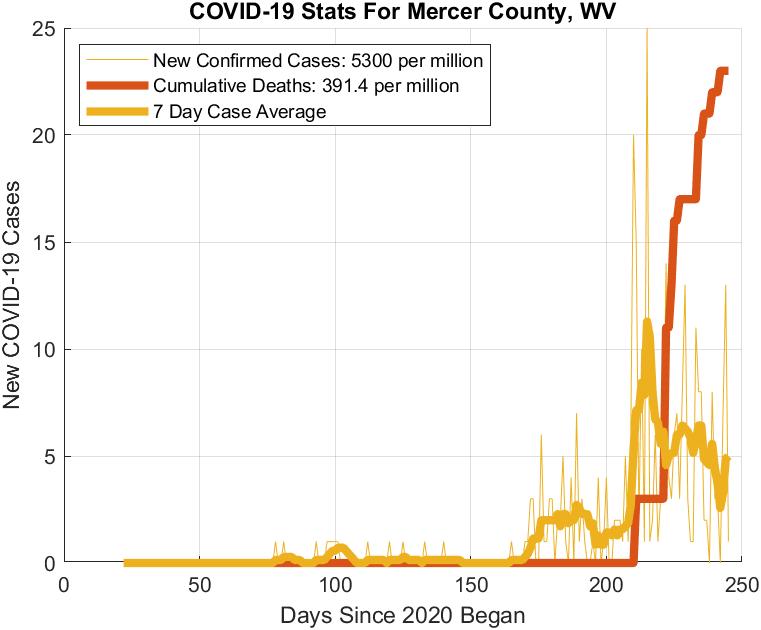 COVID-19 Stats For Mercer County, WV
New Confirmed Cases: 5300 per million
Cumulative Deaths: 391.4 per million
7 Day Case Average
New COVID-19 Cases
25
20
15
10
5
0
0 50 100 150 200 250
Days Since 2020 Began